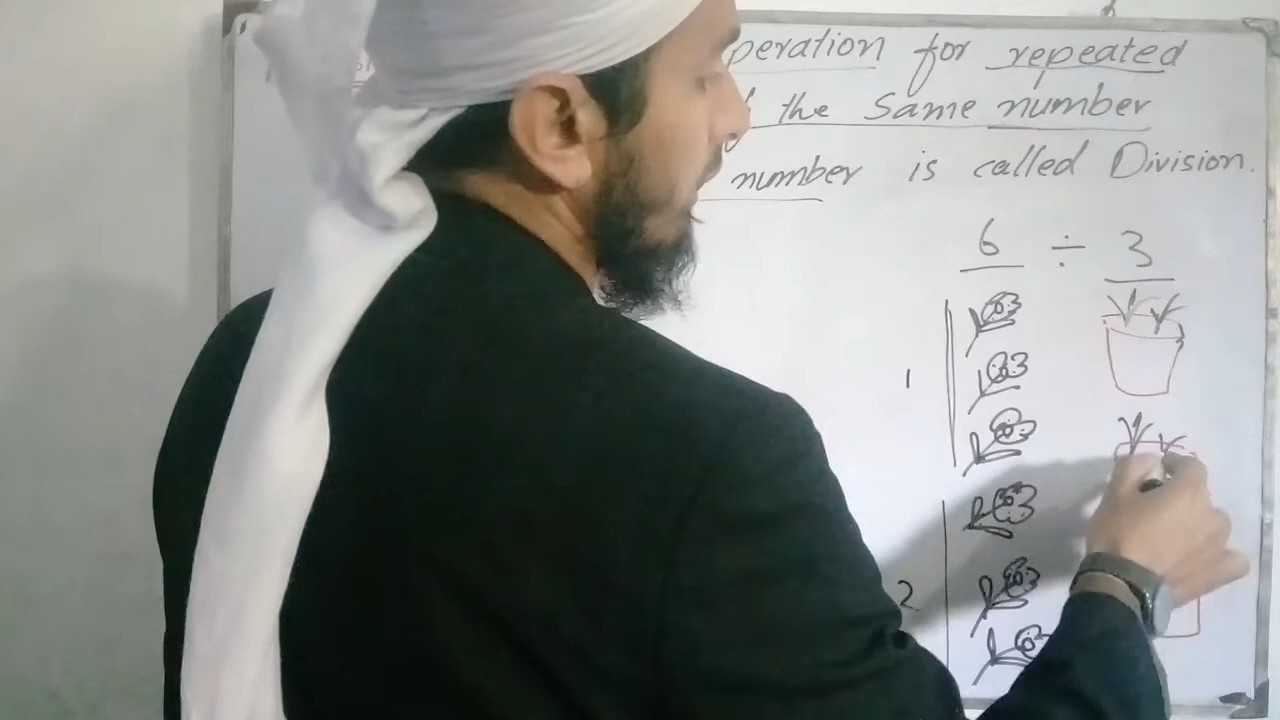 peration for repeated
the Same number
number is called Division.
6 ÷ 3
1
2